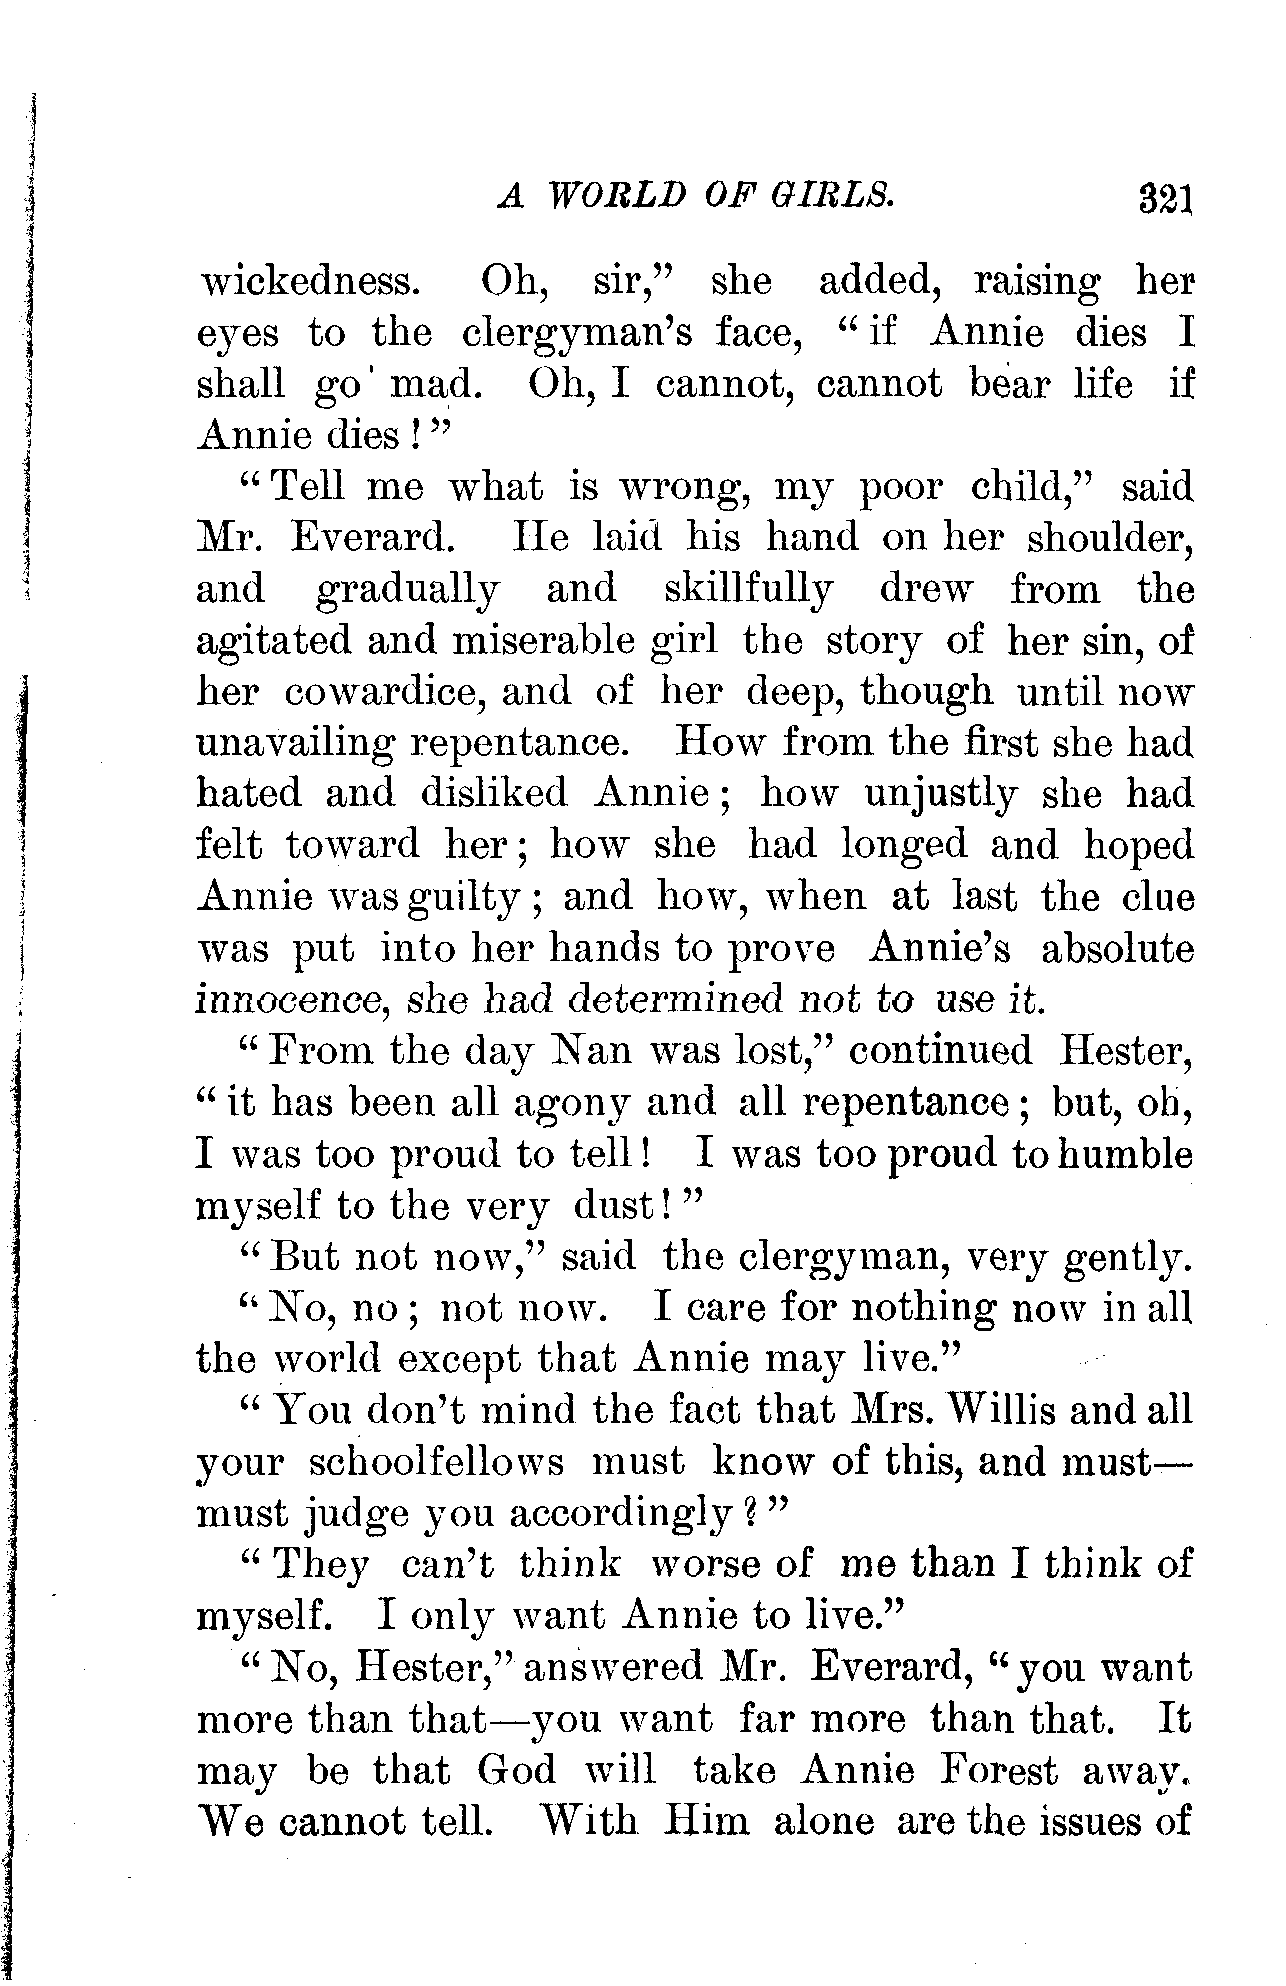 A WORLD OF GIRLS. 321
wickedness. Oh, sir,” she added, raising her
eyes to the clergyman’s face, “if Annie dies I
shall go mad. Oh, I cannot, cannot bear life if
Annie dies!”
“Tell me what is wrong, my poor child,” said
Mr. Everard. He laid his hand on her shoulder,
and gradually and skillfully drew from the
agitated and miserable girl the story of her sin, of
her cowardice, and of her deep, though until now
unavailing repentance. How from the first she had
hated and disliked Annie; how unjustly she had
felt toward her; how she had longed and hoped
Annie was guilty; and how, when at last the clue
was put into her hands to prove Annie’s absolute
innocence, she had determined not to use it.
“From the day Nan was lost,” continued Hester,
“it has been all agony and all repentance; but, oh,
I was too proud to tell! I was too proud to humble
myself to the very dust!”
“But not now,” said the clergyman, very gently.
“No, no; not now. I care for nothing now in all
the world except that Annie may live.”
“You don’t mind the fact that Mrs. Willis and all
your schoolfellows must know of this, and must—
must judge you accordingly?”
“They can’t think worse of me than I think of
myself. I only want Annie to live.”
“No, Hester,” answered Mr. Everard, “you want
more than that—you want far more than that. It
may be that God will take Annie Forest away.
We cannot tell. With Him alone are the issues of